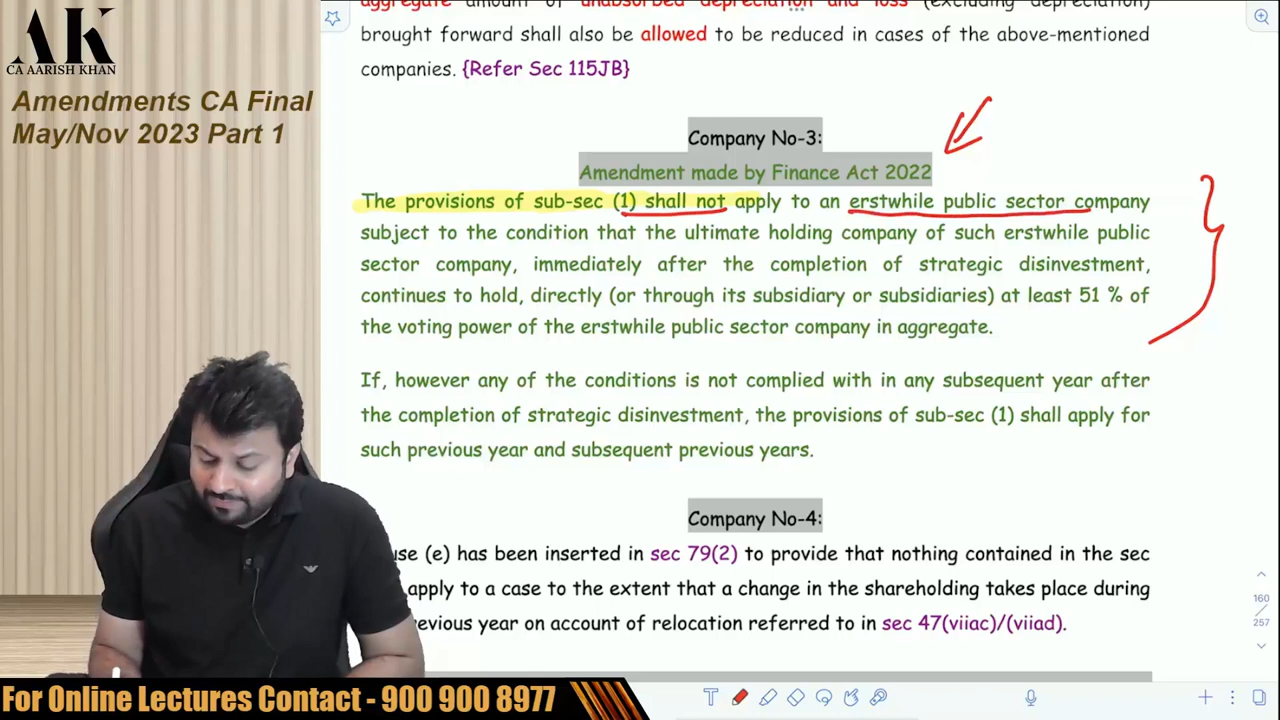 AK
CA AARISH KHAN
Amendments CA Final
May/Nov 2023 Part 1
aggregate amount of unabsorbed depreciation and loss (excluding depreciation)
brought forward shall also be allowed to be reduced in cases of the above-mentioned
companies. {Refer Sec 115JB}
Company No-3:
Amendment made by Finance Act 2022
The provisions of sub-sec (1) shall not apply to an erstwhile public sector company
subject to the condition that the ultimate holding company of such erstwhile public
sector company, immediately after the completion of strategic disinvestment,
continues to hold, directly (or through its subsidiary or subsidiaries) at least 51 % of
the voting power of the erstwhile public sector company in aggregate.
If, however any of the conditions is not complied with in any subsequent year after
the completion of strategic disinvestment, the provisions of sub-sec (1) shall apply for
such previous year and subsequent previous years.
Company No-4:
use (e) has been inserted in sec 79(2) to provide that nothing contained in the sec
apply to a case to the extent that a change in the shareholding takes place during
evious year on account of relocation referred to in sec 47(viiac)/(viiad).
160
257
For Online Lectures Contact - 900 900 8977